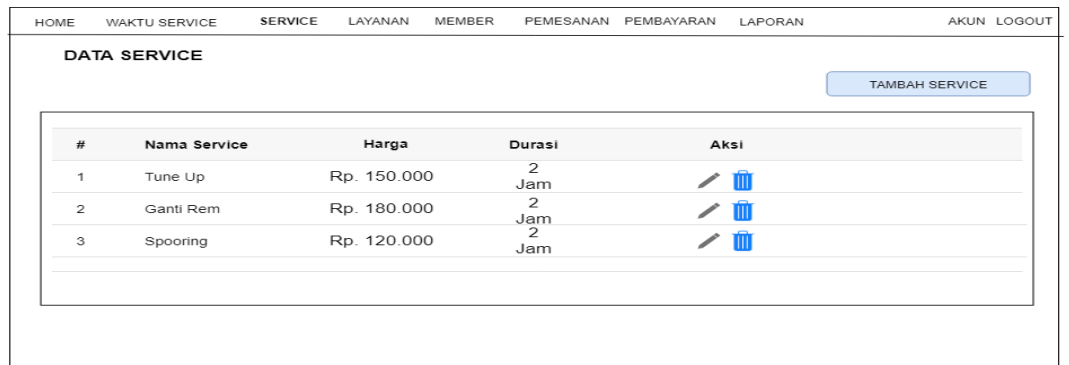 HOME WAKTU SERVICE SERVICE LAYANAN MEMBER PEMESANAN PEMBAYARAN LAPORAN AKUN LOGOUT
DATA SERVICE
TAMBAH SERVICE
# Nama Service Harga Durasi Aksi
1 Tune Up Rp. 150.000 2 Jam
2 Ganti Rem Rp. 180.000 2 Jam
3 Spooring Rp. 120.000 2 Jam